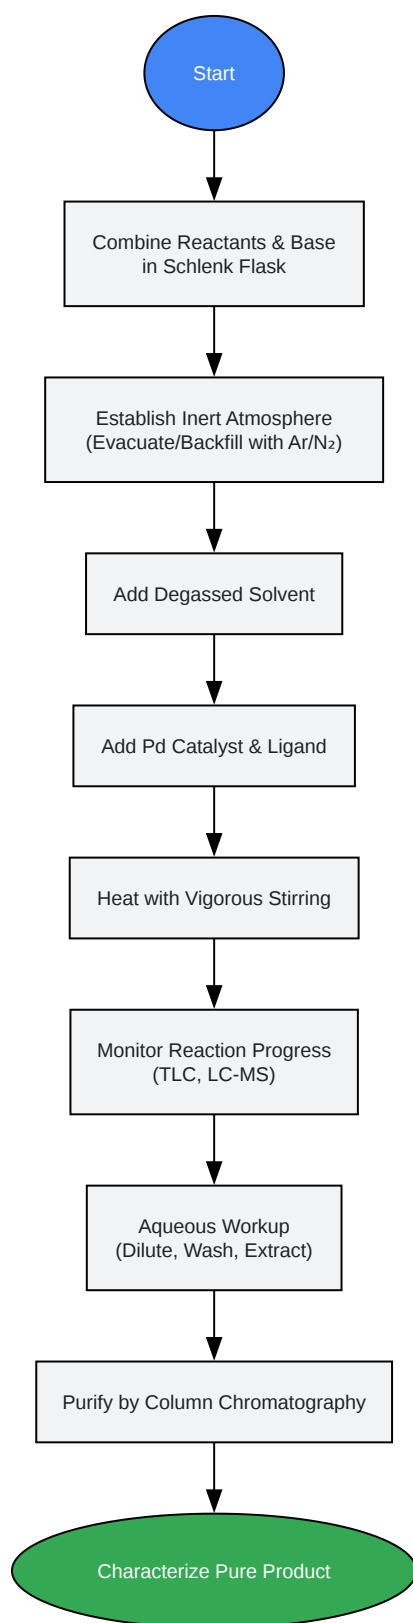 Start
Combine Reactants & Base
in Schlenk Flask
Establish Inert Atmosphere
(Evacuate/Backfill with Ar/N₂)
Add Degassed Solvent
Add Pd Catalyst & Ligand
Heat with Vigorous Stirring
Monitor Reaction Progress
(TLC, LC-MS)
Aqueous Workup
(Dilute, Wash, Extract)
Purify by Column Chromatography
Characterize Pure Product